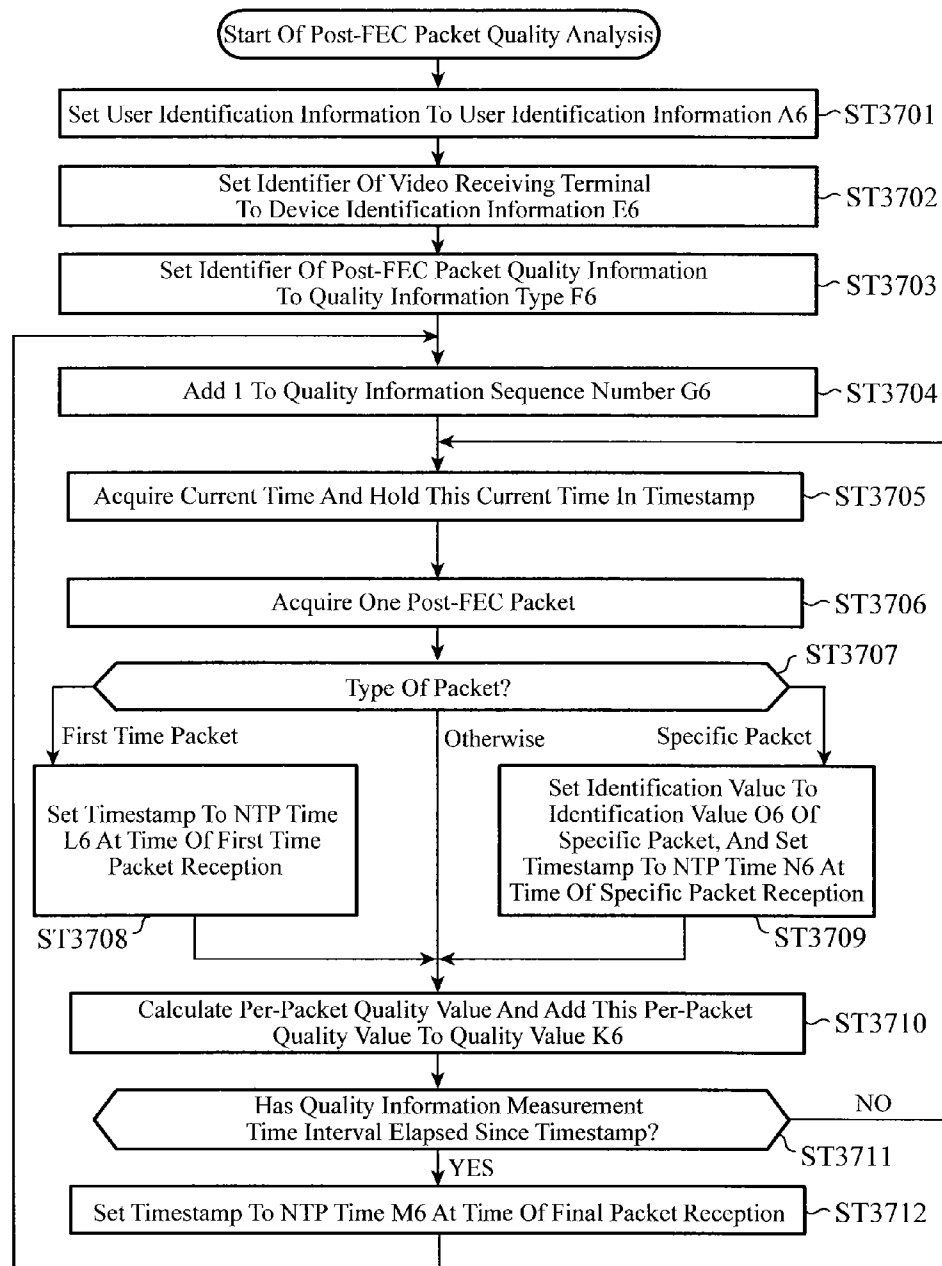 Start Of Post-FEC Packet Quality Analysis
Set User Identification Information To User Identification Information A6
ST3701
Set Identifier Of Video Receiving Terminal
To Device Identification Information E6
ST3702
Set Identifier Of Post-FEC Packet Quality Information
To Quality Information Type F6
ST3703
Add 1 To Quality Information Sequence Number G6
ST3704
Acquire Current Time And Hold This Current Time In Timestamp
ST3705
Acquire One Post-FEC Packet
ST3706
ST3707
Type Of Packet?
First Time Packet
Otherwise
Specific Packet
Set Timestamp To NTP Time
L6 At Time Of First Time
Packet Reception
ST3708
Set Identification Value To
Identification Value O6 Of
Specific Packet, And Set
Timestamp To NTP Time N6 At
Time Of Specific Packet Reception
ST3709
Calculate Per-Packet Quality Value And Add This Per-Packet
Quality Value To Quality Value K6
ST3710
Has Quality Information Measurement
Time Interval Elapsed Since Timestamp?
NO
ST3711
YES
Set Timestamp To NTP Time M6 At Time Of Final Packet Reception
ST3712